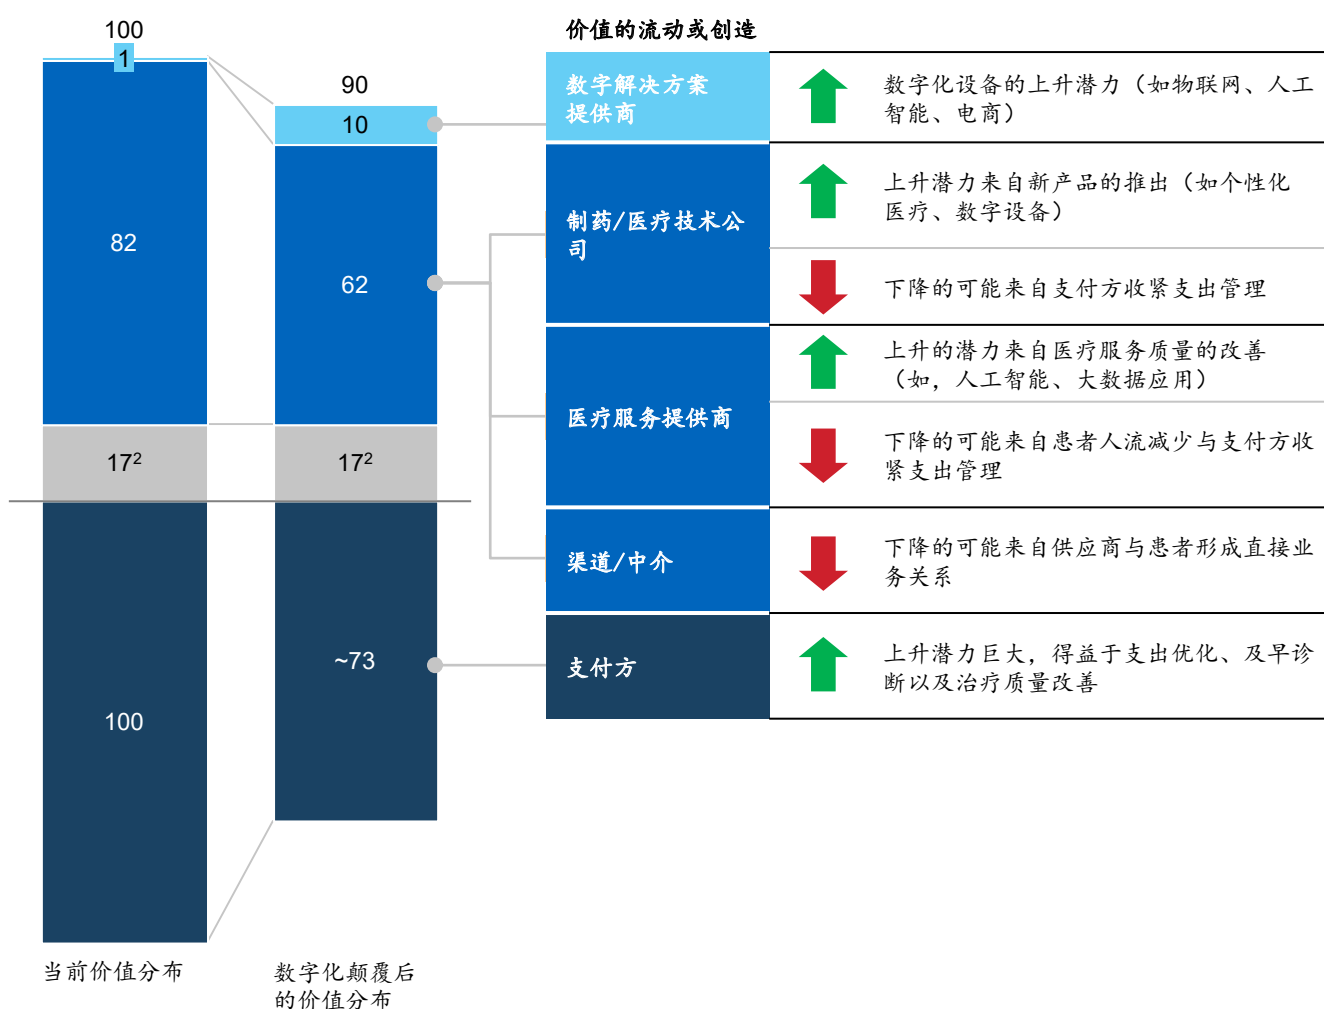 100
1
82
17²
100
当前价值分布
90
10
62
17²
~73
数字化颠覆后
的价值分布
价值的流动或创造
数字解决方案
提供商
数字化设备的上升潜力（如物联网、人工
智能、电商）
制药/医疗技术公
司
上升潜力来自新产品的推出（如个性化
医疗、数字设备）
下降的可能来自支付方收紧支出管理
医疗服务提供商
上升的潜力来自医疗服务质量的改善
（如，人工智能、大数据应用）
下降的可能来自患者人流减少与支付方收
紧支出管理
渠道/中介
下降的可能来自供应商与患者形成直接业
务关系
支付方
上升潜力巨大，得益于支出优化、及早诊
断以及治疗质量改善